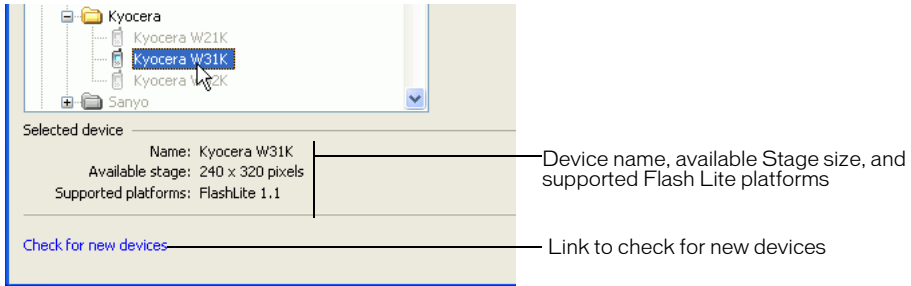 Kyocera
Kyocera W21K
Kyocera W31K
Kyocera 2K
Sanyo
Selected device
Name: Kyocera W31K
Available stage: 240 x 320 pixels
Supported platforms: FlashLite 1.1
Device name, available Stage size, and
supported Flash Lite platforms
Check for new devices
Link to check for new devices